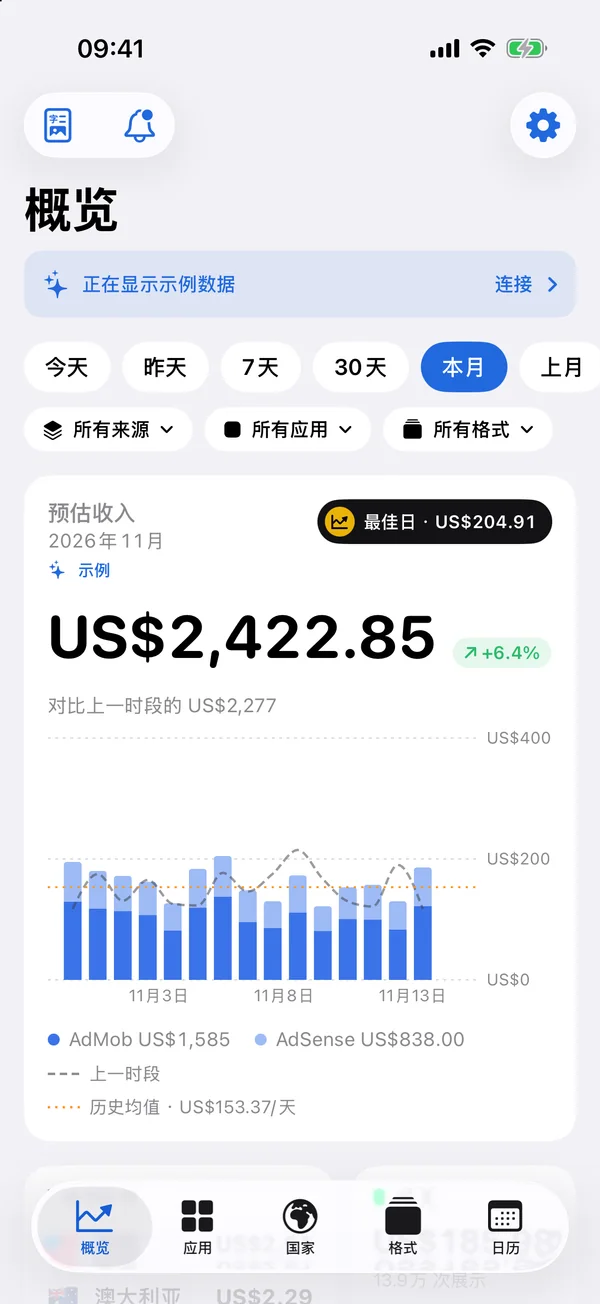 09:41
概览
正在显示示例数据 连接
今天 昨天 7天 30天 本月 上月
所有来源 所有应用 所有格式
预估收入
最佳日 · US$204.91
2026年11月
示例
US$2,422.85 +6.4%
对比上一时段的 US$2,277
US$400
US$200
US$0
11月3日 11月8日 11月13日
AdMob US$1,585 AdSense US$838.00
上一时段
历史均值 · US$153.37/天
概览 应用 国家 格式 日历
13.9万 次展示
澳大利亚 US$2.29